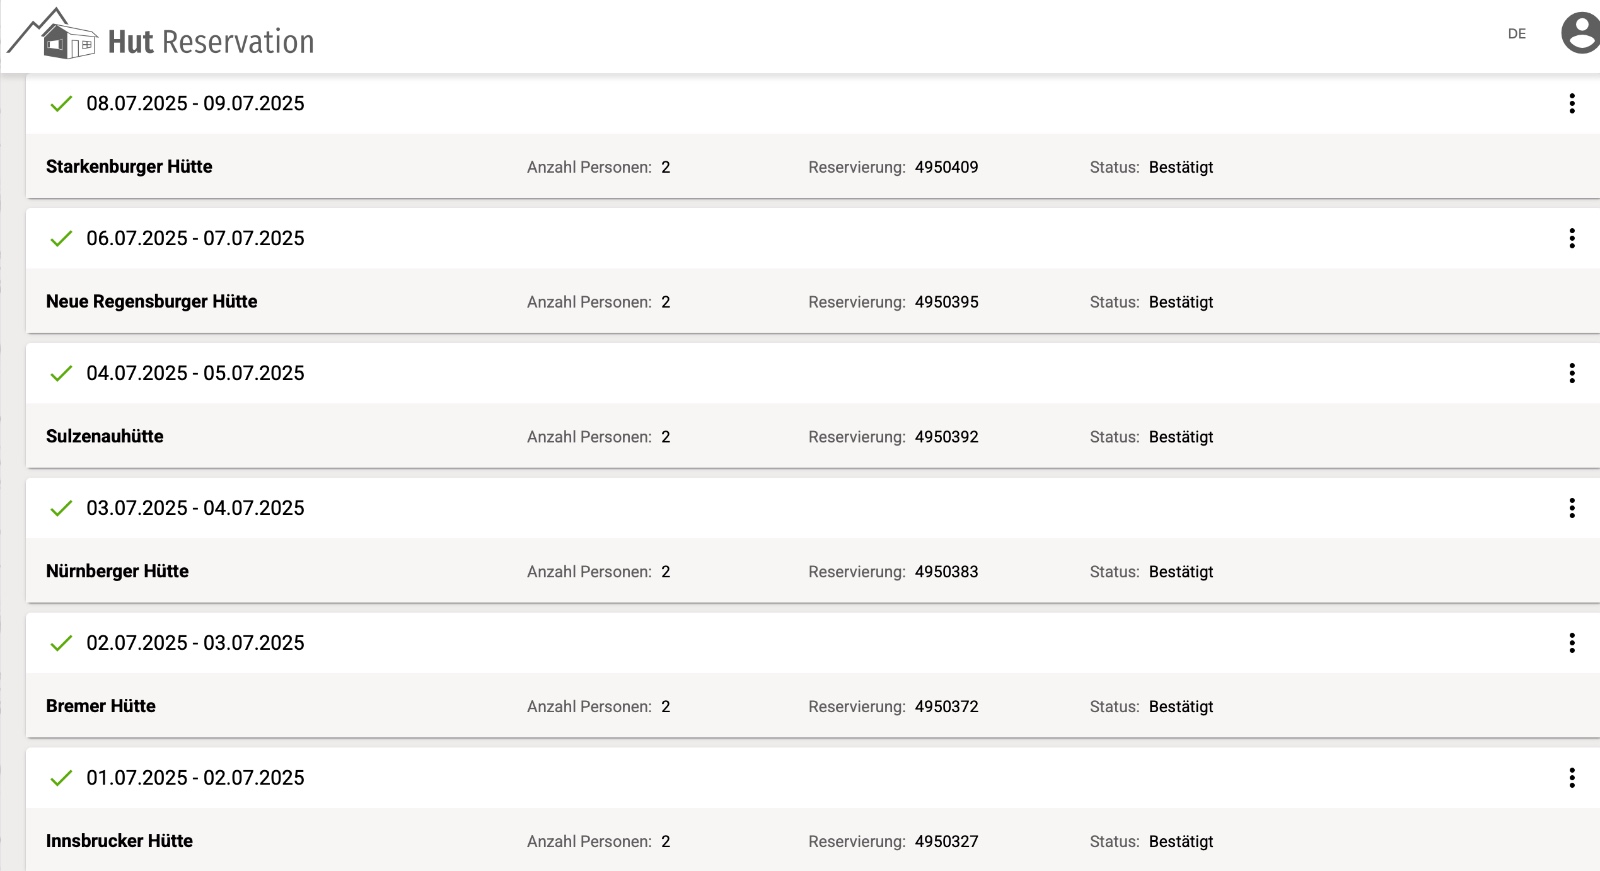 Hut Reservation
DE
08.07.2025 - 09.07.2025
Starkenburger Hütte Anzahl Personen: 2 Reservierung: 4950409 Status: Bestätigt
06.07.2025 - 07.07.2025
Neue Regensburger Hütte Anzahl Personen: 2 Reservierung: 4950395 Status: Bestätigt
04.07.2025 - 05.07.2025
Sulzenauhütte Anzahl Personen: 2 Reservierung: 4950392 Status: Bestätigt
03.07.2025 - 04.07.2025
Nürnberger Hütte Anzahl Personen: 2 Reservierung: 4950383 Status: Bestätigt
02.07.2025 - 03.07.2025
Bremer Hütte Anzahl Personen: 2 Reservierung: 4950372 Status: Bestätigt
01.07.2025 - 02.07.2025
Innsbrucker Hütte Anzahl Personen: 2 Reservierung: 4950327 Status: Bestätigt